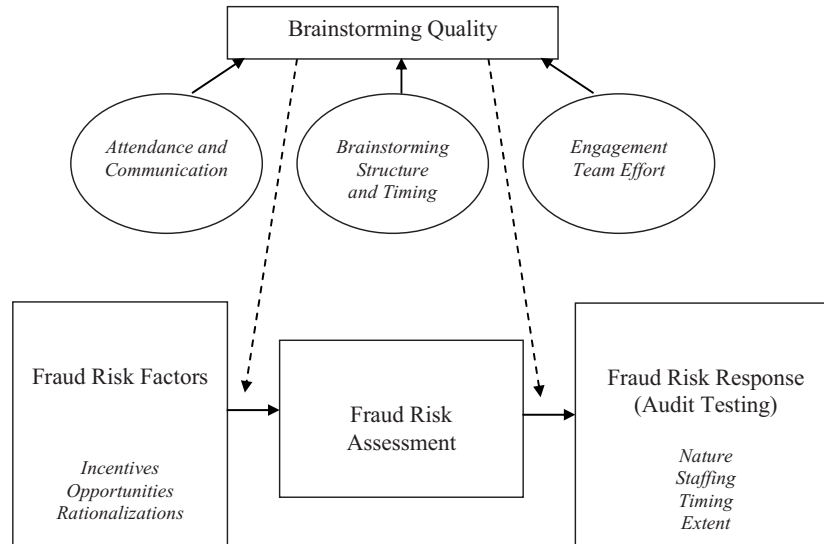 Brainstorming Quality
Attendance and
Communication
Brainstorming
Structure
and Timing
Engagement
Team Effort
Fraud Risk Factors
Incentives
Opportunities
Rationalizations
Fraud Risk
Assessment
Fraud Risk Response
(Audit Testing)
Nature
Staffing
Timing
Extent